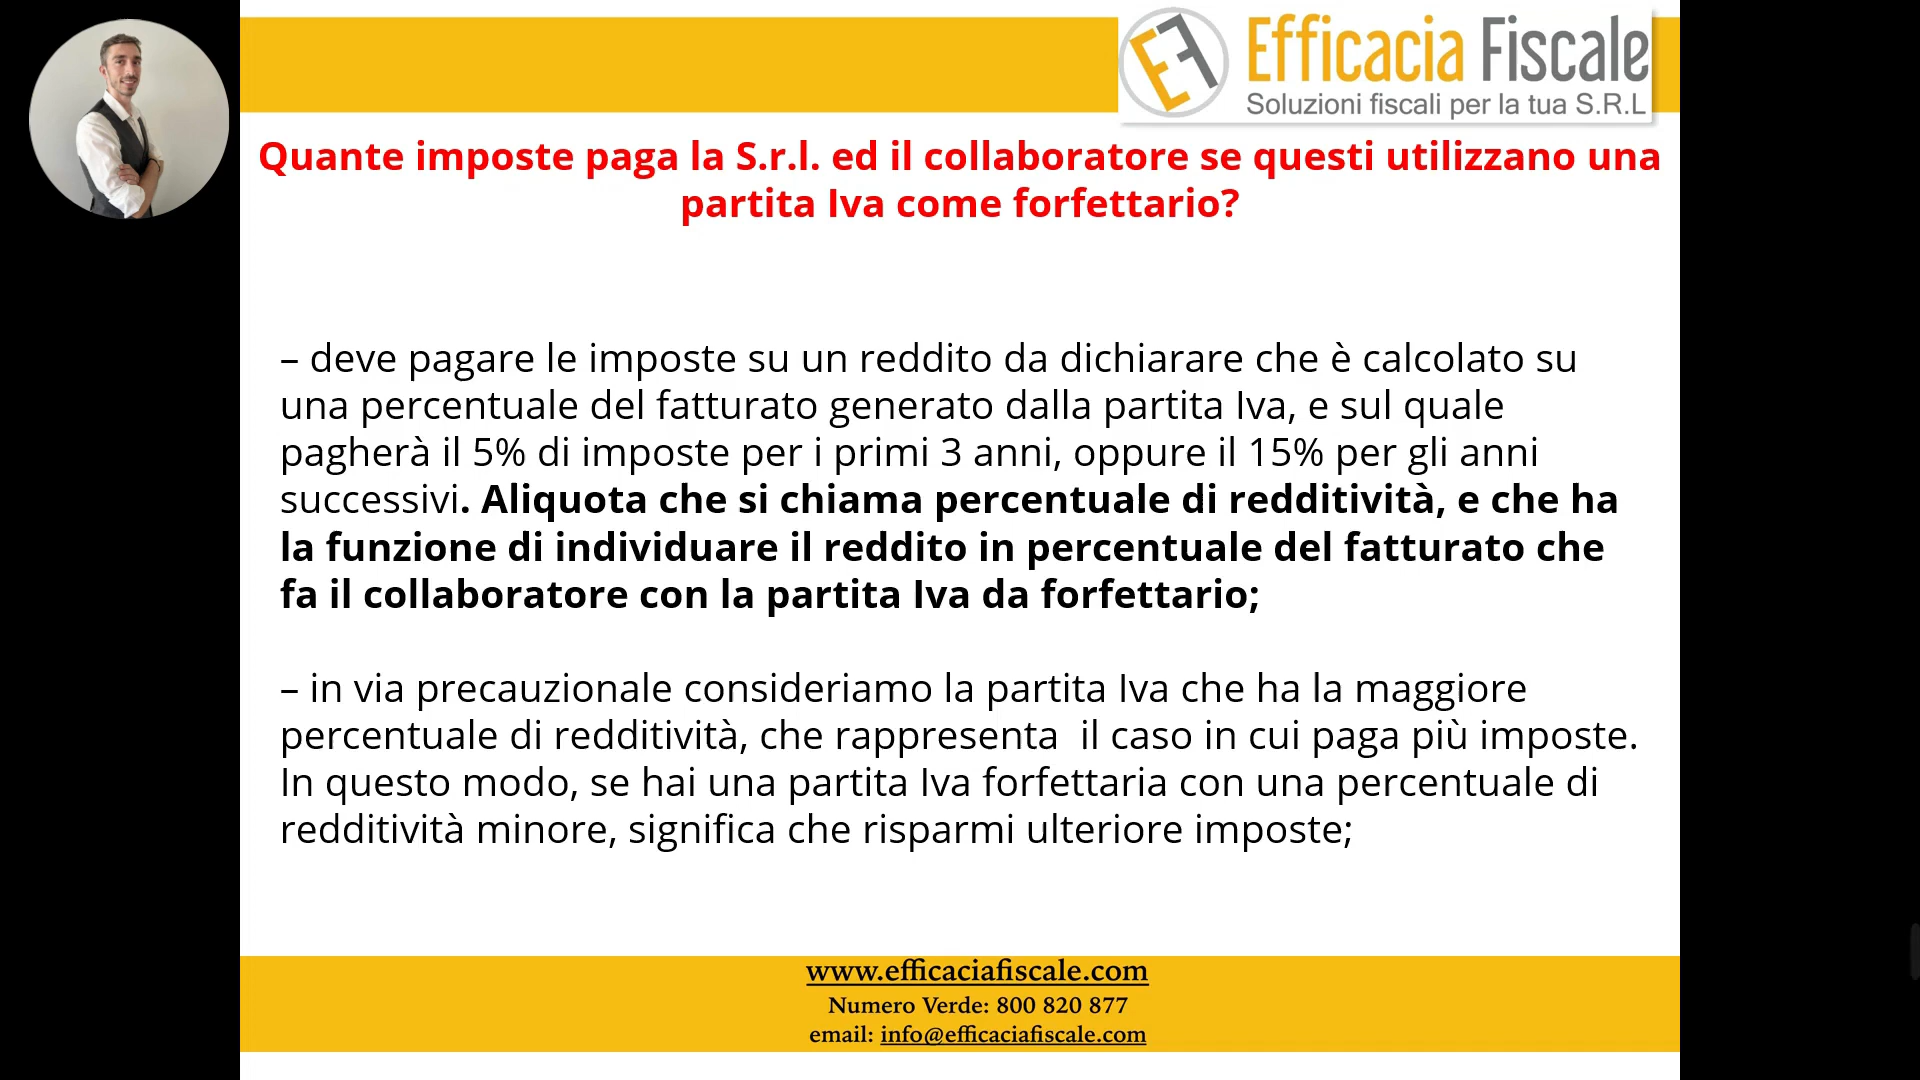 Efficacia Fiscale
Soluzioni fiscali per la tua S.R.L
Quante imposte paga la S.r.l. ed il collaboratore se questi utilizzano una
partita Iva come forfettario?
– deve pagare le imposte su un reddito da dichiarare che è calcolato su
una percentuale del fatturato generato dalla partita Iva, e sul quale
pagherà il 5% di imposte per i primi 3 anni, oppure il 15% per gli anni
successivi. Aliquota che si chiama percentuale di redditività, e che ha
la funzione di individuare il reddito in percentuale del fatturato che
fa il collaboratore con la partita Iva da forfettario;
– in via precauzionale consideriamo la partita Iva che ha la maggiore
percentuale di redditività, che rappresenta  il caso in cui paga più imposte.
In questo modo, se hai una partita Iva forfettaria con una percentuale di
redditività minore, significa che risparmi ulteriore imposte;
www.efficaciafiscale.com
Numero Verde: 800 820 877
email: info@efficaciafiscale.com